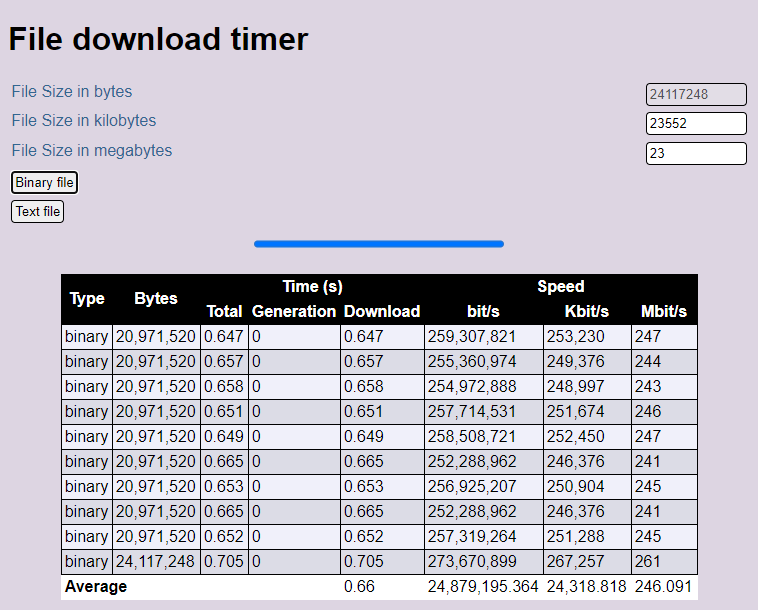 File download timer
File Size in bytes 24117248
File Size in kilobytes 23552
File Size in megabytes 23
Binary file
Text file
Type Bytes Time (s) Speed
Total Generation Download bit/s Kbit/s Mbit/s
binary 20,971,520 0.647 0 0.647 259,307,821 253,230 247
binary 20,971,520 0.657 0 0.657 255,360,974 249,376 244
binary 20,971,520 0.658 0 0.658 254,972,888 248,997 243
binary 20,971,520 0.651 0 0.651 257,714,531 251,674 246
binary 20,971,520 0.649 0 0.649 258,508,721 252,450 247
binary 20,971,520 0.665 0 0.665 252,288,962 246,376 241
binary 20,971,520 0.653 0 0.653 256,925,207 250,904 245
binary 20,971,520 0.665 0 0.665 252,288,962 246,376 241
binary 20,971,520 0.652 0 0.652 257,319,264 251,288 245
binary 24,117,248 0.705 0 0.705 273,670,899 267,257 261
Average 0.66 24,879,195.364 24,318.818 246.091